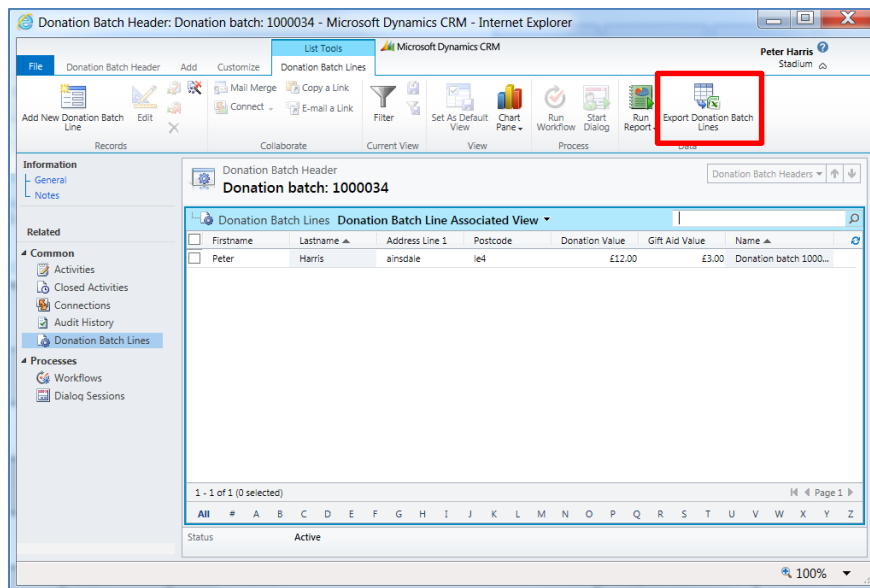 Donation Batch Header: Donation batch: 1000034 - Microsoft Dynamics CRM - Internet Explorer
List Tools
Microsoft Dynamics CRM
Peter Harris
Stadium
File Donation Batch Header Add Customize Donation Batch Lines
Add New Donation Batch Line
Edit
Mail Merge
Copy a Link
Connect
E-mail a Link
Filter
Set As Default View
Chart Pane
Run Workflow
Start Dialog
Run Report
Export Donation Batch Lines
Records Collaborate Current View View Process Data
Information
General
Notes
Related
Common
Activities
Closed Activities
Connections
Audit History
Donation Batch Lines
Processes
Workflows
Dialog Sessions
Donation Batch Header
Donation batch: 1000034
Donation Batch Headers
Donation Batch Lines Donation Batch Line Associated View
Firstname Lastname Address Line 1 Postcode Donation Value Gift Aid Value Name
Peter Harris ainsdale le4 £12.00 £3.00 Donation batch 1000...
1 - 1 of 1 (0 selected)
Page 1
All # A B C D E F G H I J K L M N O P Q R S T U V W X Y Z
Status Active
100%